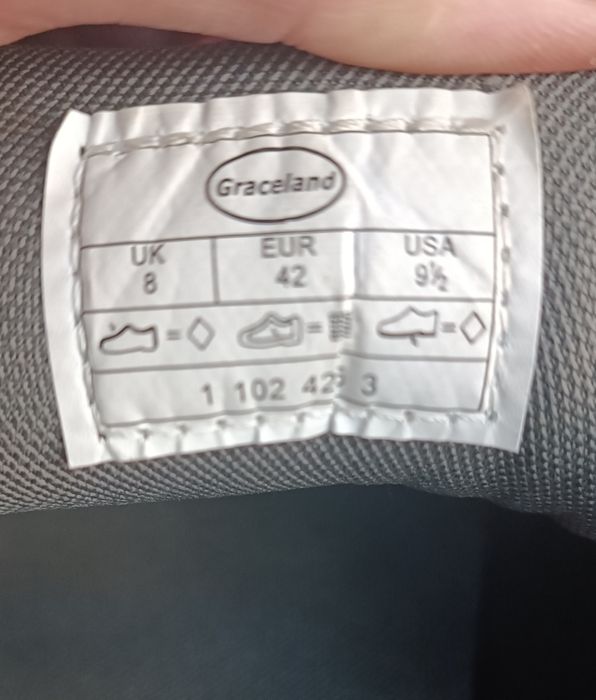 Graceland
UK EUR USA
8 42 9½
= = =
1 102 42 3